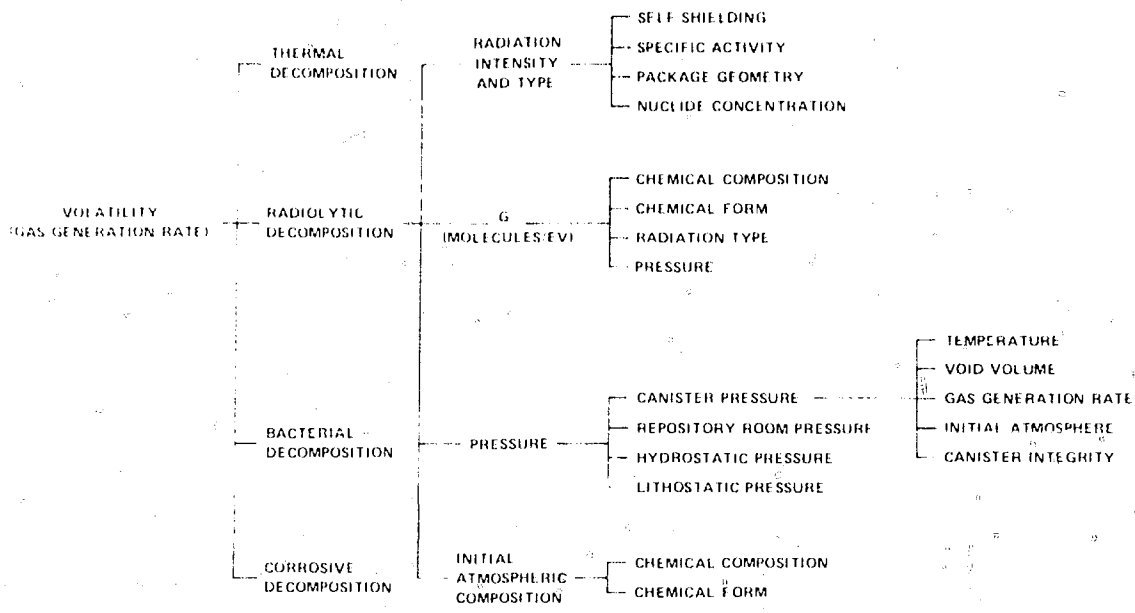 THERMAL
DECOMPOSITION
RADIATION
INTENSITY
AND TYPE
SELF SHIELDING
SPECIFIC ACTIVITY
PACKAGE GEOMETRY
NUCLIDE CONCENTRATION
VOLATILITY
(GAS GENERATION RATE)
RADIOLYTIC
DECOMPOSITION
G
(MOLECULES/EV)
CHEMICAL COMPOSITION
CHEMICAL FORM
RADIATION TYPE
PRESSURE
BACTERIAL
DECOMPOSITION
PRESSURE
CANISTER PRESSURE
REPOSITORY ROOM PRESSURE
HYDROSTATIC PRESSURE
LITHOSTATIC PRESSURE
TEMPERATURE
VOID VOLUME
GAS GENERATION RATE
INITIAL ATMOSPHERE
CANISTER INTEGRITY
CORROSIVE
DECOMPOSITION
INITIAL
ATMOSPHERIC
COMPOSITION
CHEMICAL COMPOSITION
CHEMICAL FORM